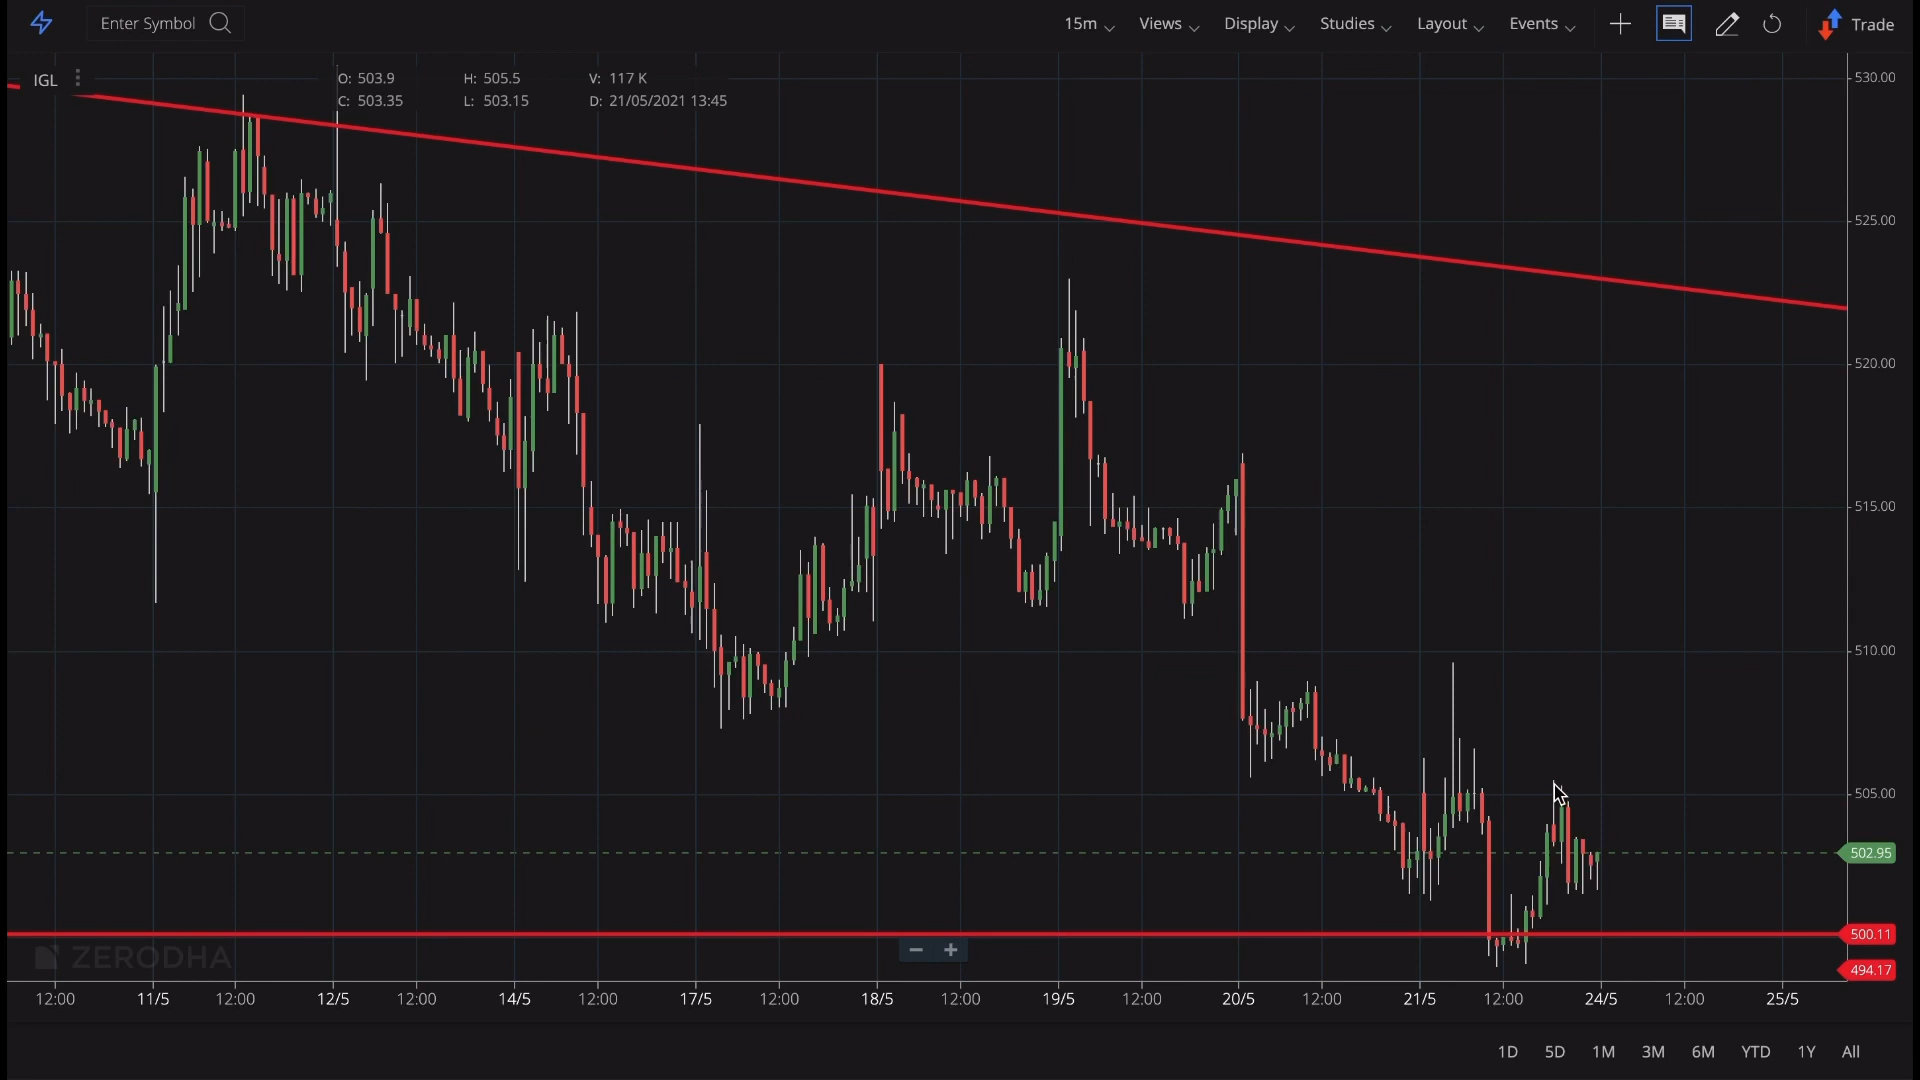 Enter Symbol
15m Views Display Studies Layout Events Trade
IGL
O: 503.9 H: 505.5 V: 117 K
C: 503.35 L: 503.15 D: 21/05/2021 13:45
530.00
525.00
520.00
515.00
510.00
505.00
502.95
500.11
494.17
ZERODHA
12:00 11/5 12:00 12/5 12:00 14/5 12:00 17/5 12:00 18/5 12:00 19/5 12:00 20/5 12:00 21/5 12:00 24/5 12:00 25/5
1D 5D 1M 3M 6M YTD 1Y All